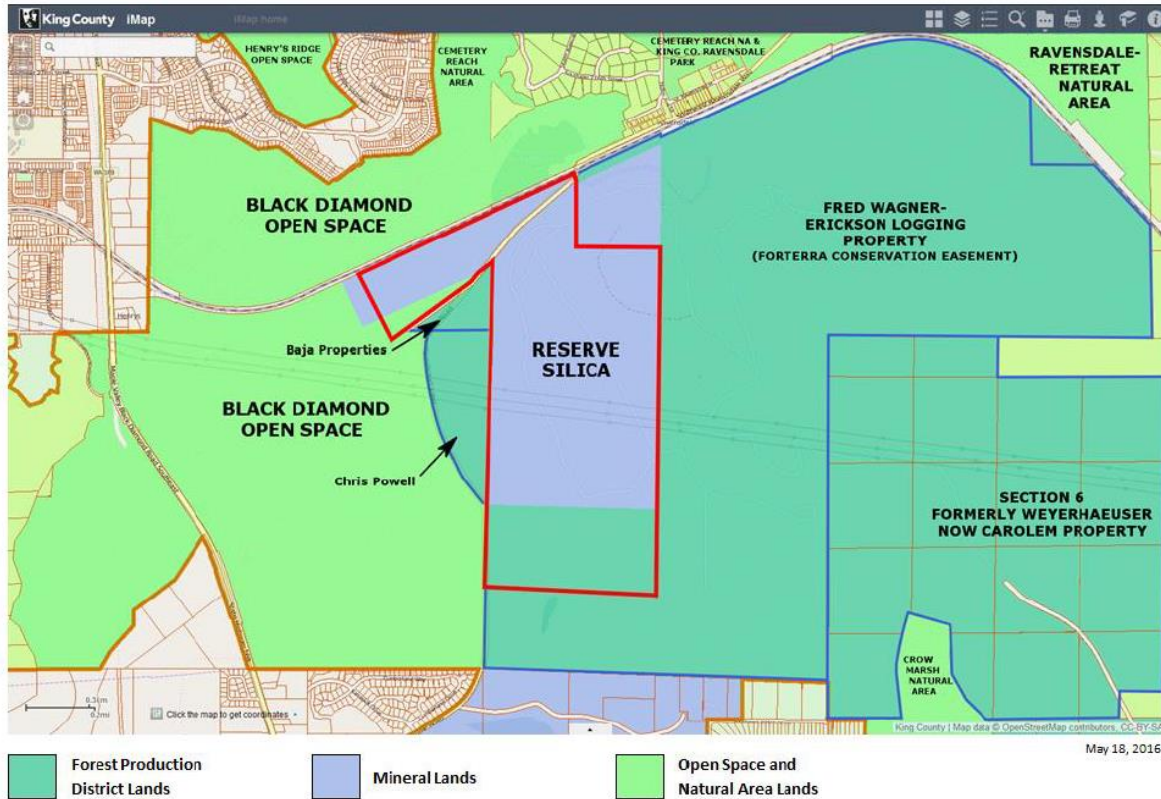 King County iMap
iMap home
HENRY'S RIDGE
OPEN SPACE
CEMETERY
REACH
NATURAL
AREA
CEMETERY REACH NA &
KING CO. RAVENSDALE
PARK
RAVENSDALE-
RETREAT
NATURAL
AREA
BLACK DIAMOND
OPEN SPACE
FRED WAGNER-
ERICKSON LOGGING
PROPERTY
(FORTERRA CONSERVATION EASEMENT)
Henrys
Baja Properties
RESERVE
SILICA
BLACK DIAMOND
OPEN SPACE
Chris Powell
SECTION 6
FORMERLY WEYERHAEUSER
NOW CAROLEM PROPERTY
CROW
MARSH
NATURAL
AREA
Click the map to get coordinates
King County | Map data © OpenStreetMap contributors, CC-BY-SA
May 18, 2016
Forest Production
District Lands
Mineral Lands
Open Space and
Natural Area Lands